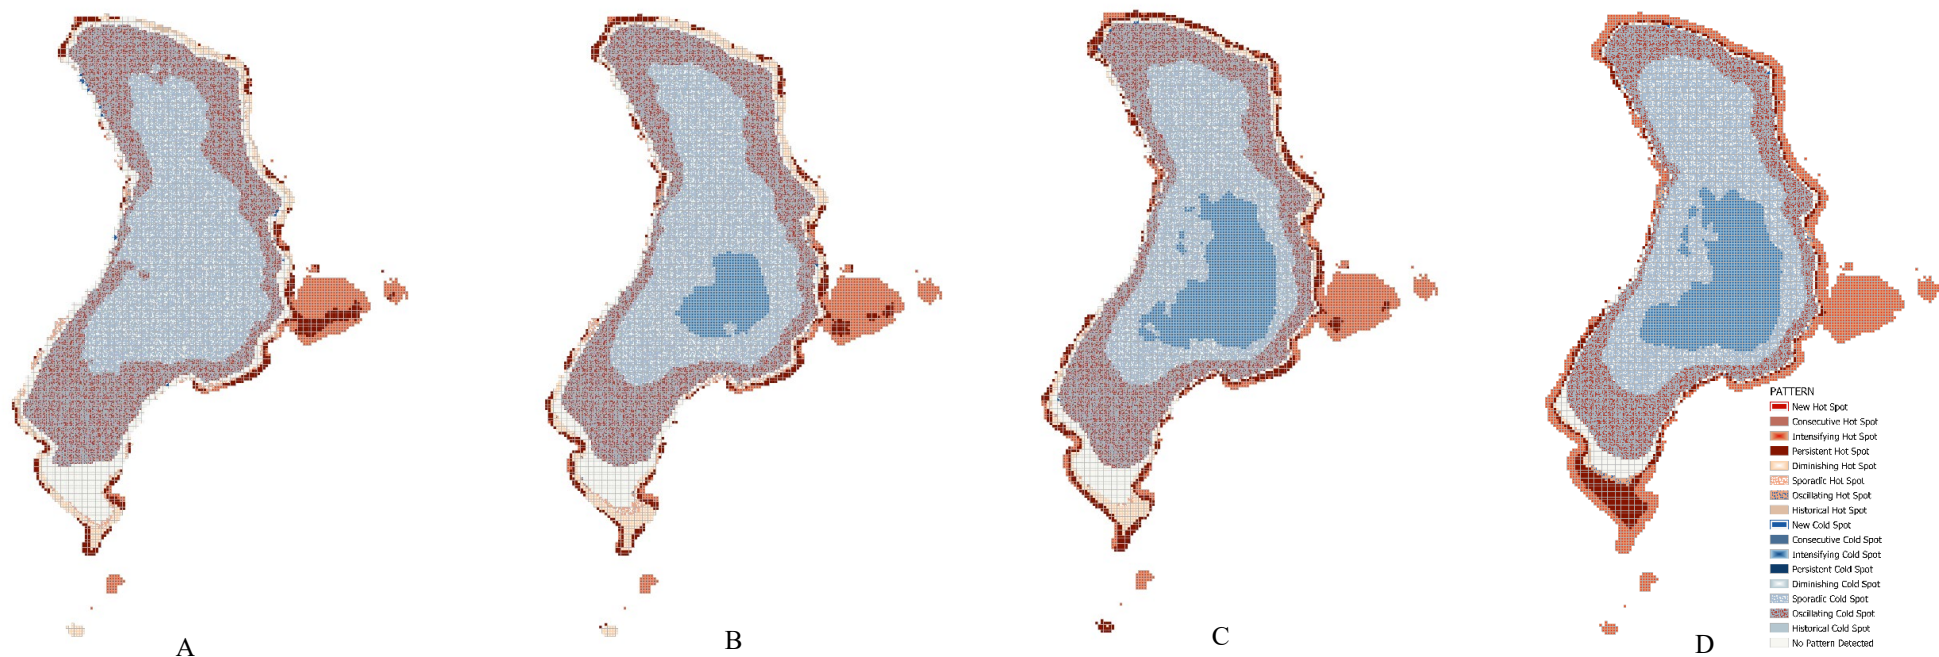 A
B
C
D
PATTERN
New Hot Spot
Consecutive Hot Spot
Intensifying Hot Spot
Persistent Hot Spot
Diminishing Hot Spot
Sporadic Hot Spot
Oscillating Hot Spot
Historical Hot Spot
New Cold Spot
Consecutive Cold Spot
Intensifying Cold Spot
Persistent Cold Spot
Diminishing Cold Spot
Sporadic Cold Spot
Oscillating Cold Spot
Historical Cold Spot
No Pattern Detected